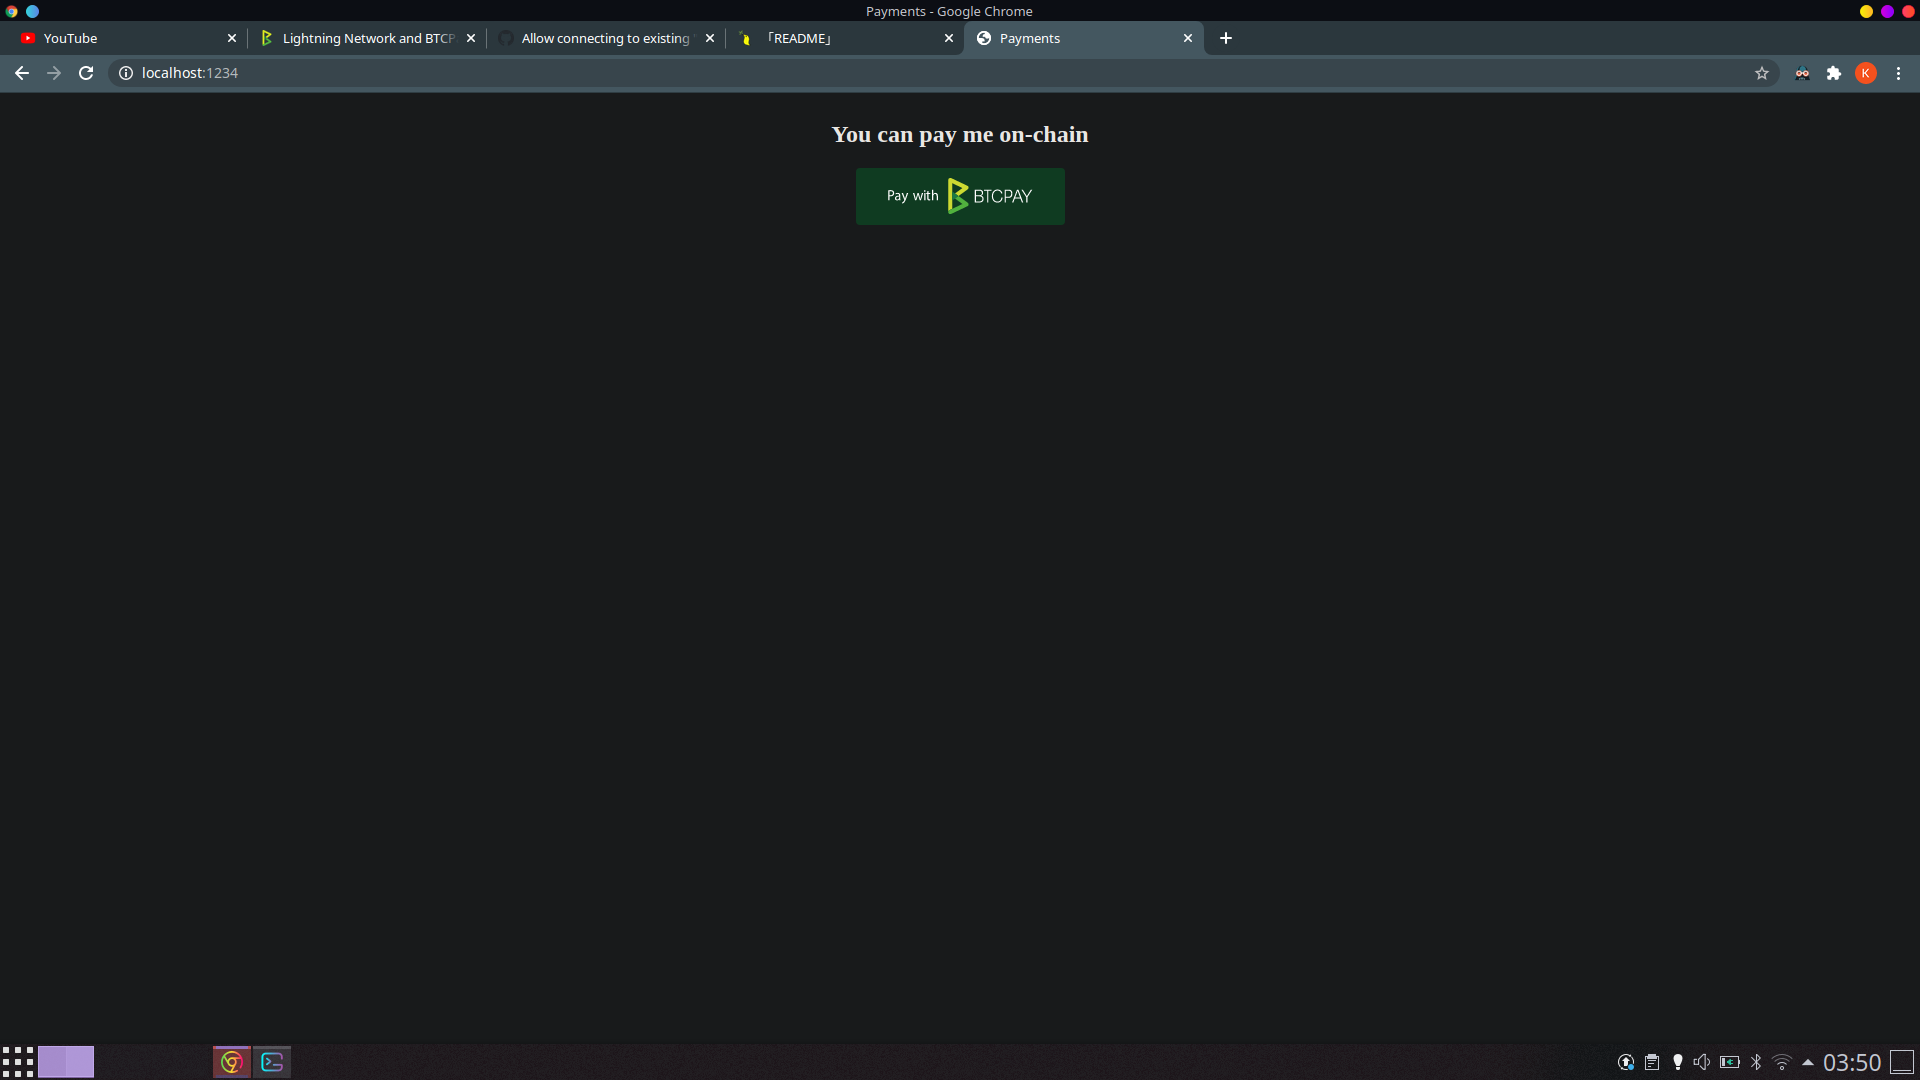 Payments - Google Chrome
YouTube
Lightning Network and BTCP
Allow connecting to existing
「README」
Payments
localhost:1234
K
You can pay me on-chain
Pay with BTCPAY
03:50